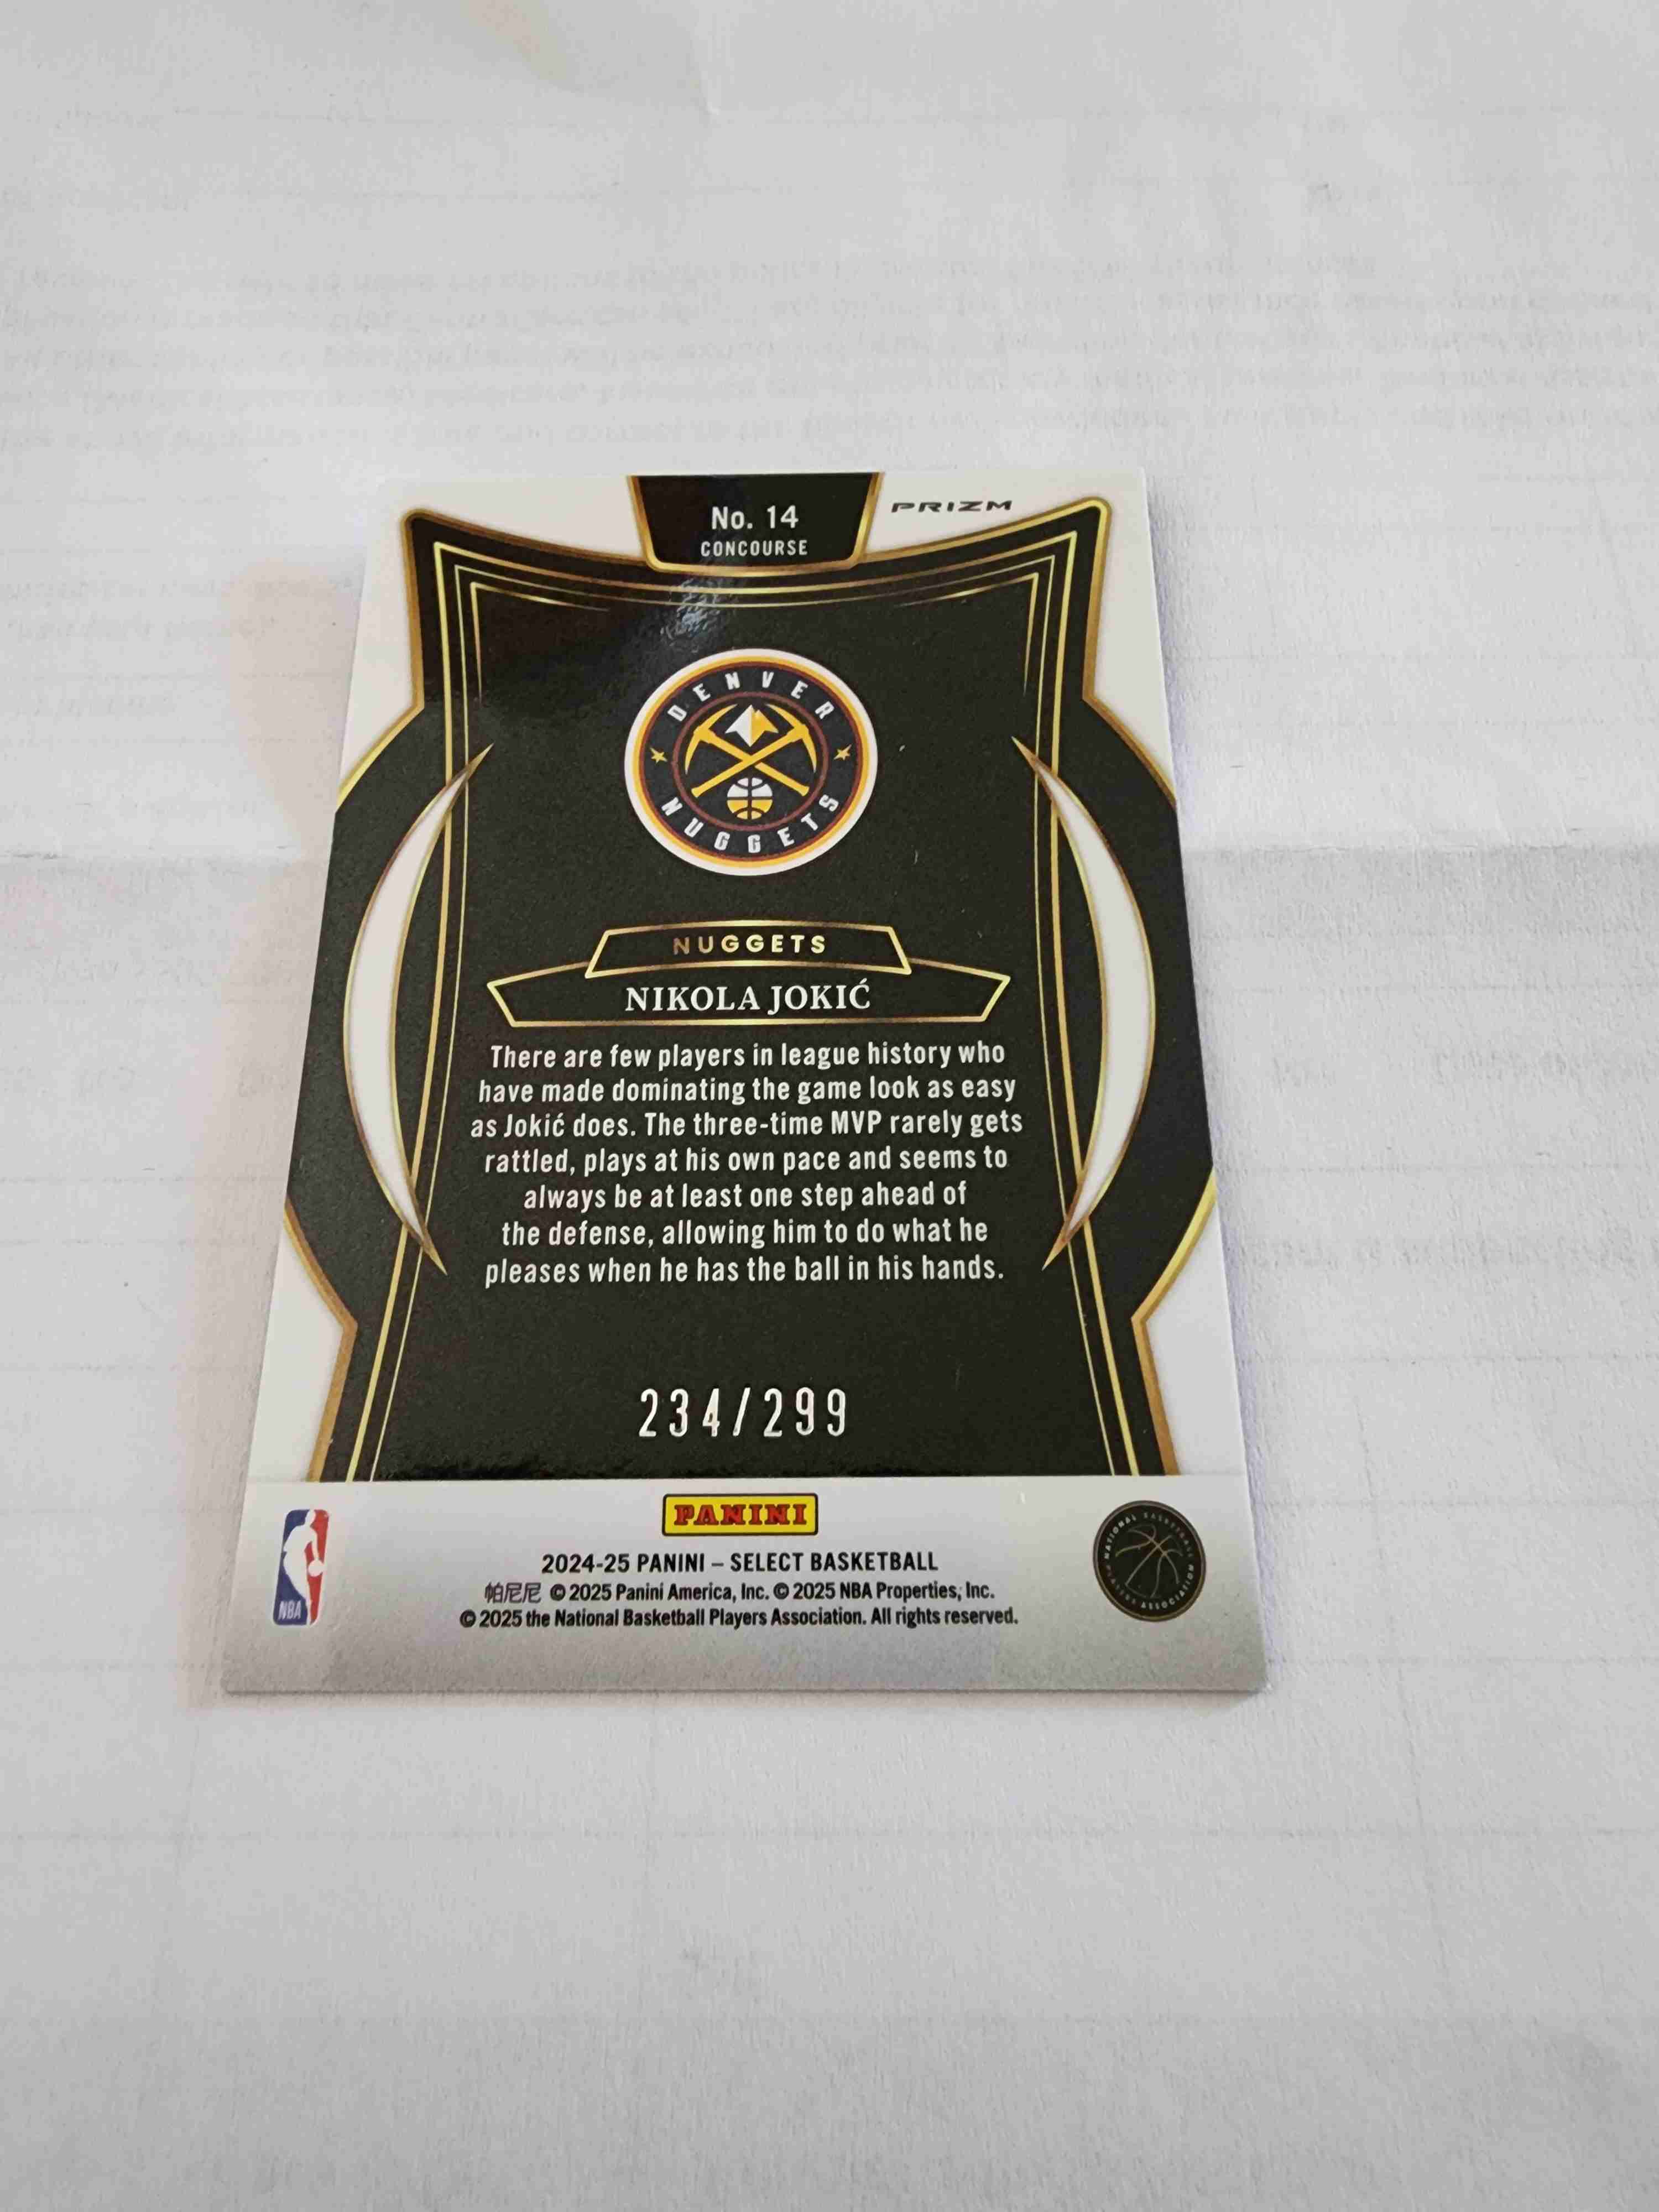 No. 14
PRIZM
CONCOURSE
DENVER
NUGGETS
NUGGETS
NIKOLA JOKIĆ
There are few players in league history who
have made dominating the game look as easy
as Jokić does. The three-time MVP rarely gets
rattled, plays at his own pace and seems to
always be at least one step ahead of
the defense, allowing him to do what he
pleases when he has the ball in his hands.
234/299
PANINI
NBA
NATIONAL BASKETBALL PLAYERS ASSOCIATION
2024-25 PANINI – SELECT BASKETBALL
帕尼尼 © 2025 Panini America, Inc. © 2025 NBA Properties, Inc.
© 2025 the National Basketball Players Association. All rights reserved.